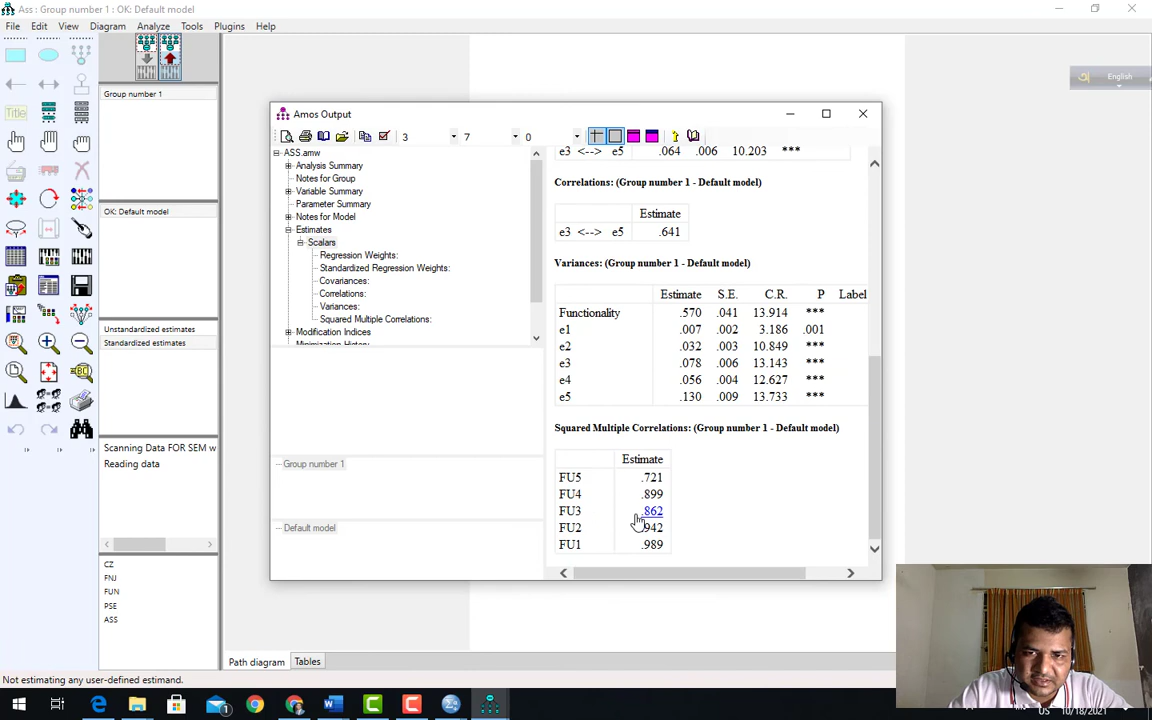 Ass : Group number 1 : OK: Default model
File Edit View Diagram Analyze Tools Plugins Help
English
Title
Group number 1
OK: Default model
Unstandardized estimates
Standardized estimates
Scanning Data FOR SEM w
Reading data
CZ
FNJ
FUN
PSE
ASS
Amos Output
3 7 0
ASS.amw
Analysis Summary
Notes for Group
Variable Summary
Parameter Summary
Notes for Model
Estimates
Scalars
Regression Weights:
Standardized Regression Weights:
Covariances:
Correlations:
Variances:
Squared Multiple Correlations:
Modification Indices
Minimization History
Group number 1
Default model
e3 <--> e5 .064 .006 10.203 ***
Correlations: (Group number 1 - Default model)
Estimate
e3 <--> e5 .641
Variances: (Group number 1 - Default model)
Estimate S.E. C.R. P Label
Functionality .570 .041 13.914 ***
e1 .007 .002 3.186 .001
e2 .032 .003 10.849 ***
e3 .078 .006 13.143 ***
e4 .056 .004 12.627 ***
e5 .130 .009 13.733 ***
Squared Multiple Correlations: (Group number 1 - Default model)
Estimate
FU5 .721
FU4 .899
FU3 .862
FU2 .942
FU1 .989
Path diagram Tables
Not estimating any user-defined estimand.
US 10/18/2021